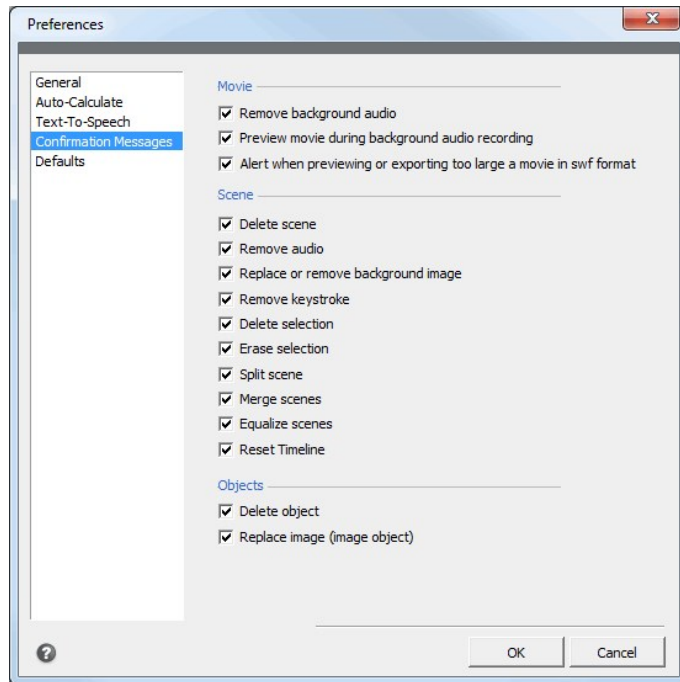 Preferences
General
Auto-Calculate
Text-To-Speech
Confirmation Messages
Defaults
Movie
Remove background audio
Preview movie during background audio recording
Alert when previewing or exporting too large a movie in swf format
Scene
Delete scene
Remove audio
Replace or remove background image
Remove keystroke
Delete selection
Erase selection
Split scene
Merge scenes
Equalize scenes
Reset Timeline
Objects
Delete object
Replace image (image object)
?
OK
Cancel